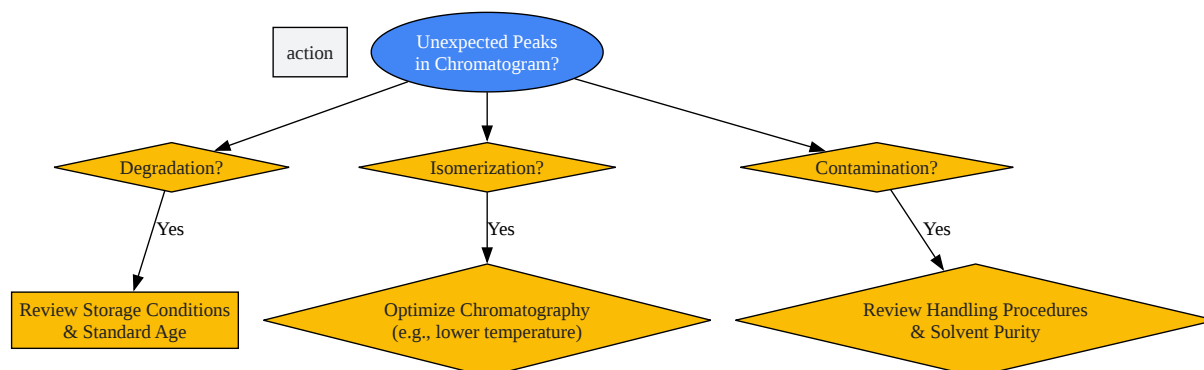 action
Unexpected Peaks
in Chromatogram?
Degradation?
Isomerization?
Contamination?
Yes
Yes
Yes
Review Storage Conditions
& Standard Age
Optimize Chromatography
(e.g., lower temperature)
Review Handling Procedures
& Solvent Purity